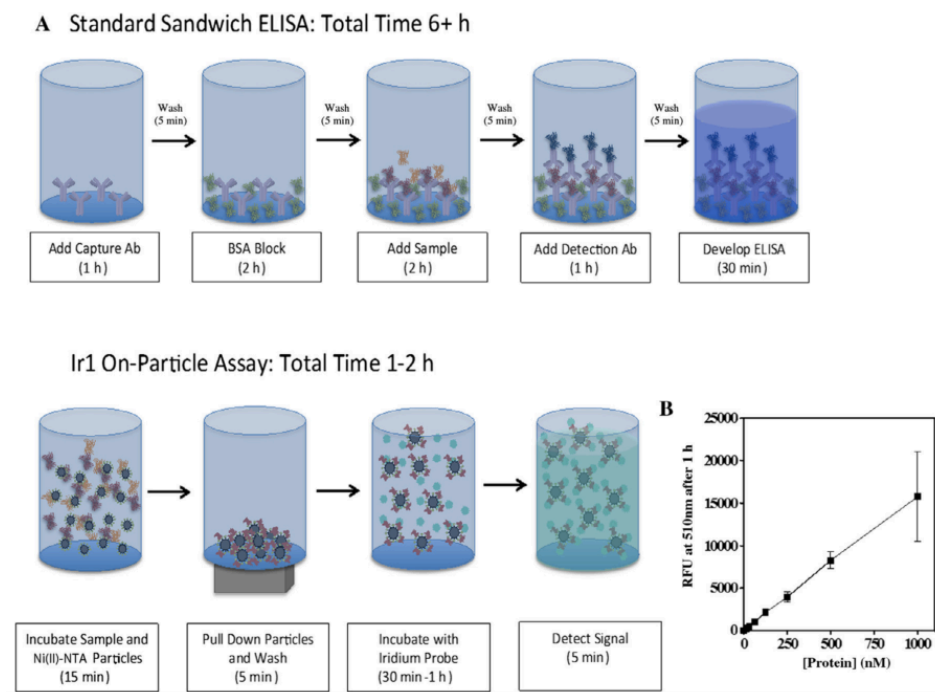 A Standard Sandwich ELISA: Total Time 6+ h
Wash
(5 min)
Wash
(5 min)
Wash
(5 min)
Wash
(5 min)
Add Capture Ab
(1 h)
BSA Block
(2 h)
Add Sample
(2 h)
Add Detection Ab
(1 h)
Develop ELISA
(30 min)
Ir1 On-Particle Assay: Total Time 1-2 h
Incubate Sample and
Ni(II)-NTA Particles
(15 min)
Pull Down Particles
and Wash
(5 min)
Incubate with
Iridium Probe
(30 min -1 h)
Detect Signal
(5 min)
B
RFU at 510nm after 1 h
25000
20000
15000
10000
5000
0
0 250 500 750 1000
[Protein] (nM)